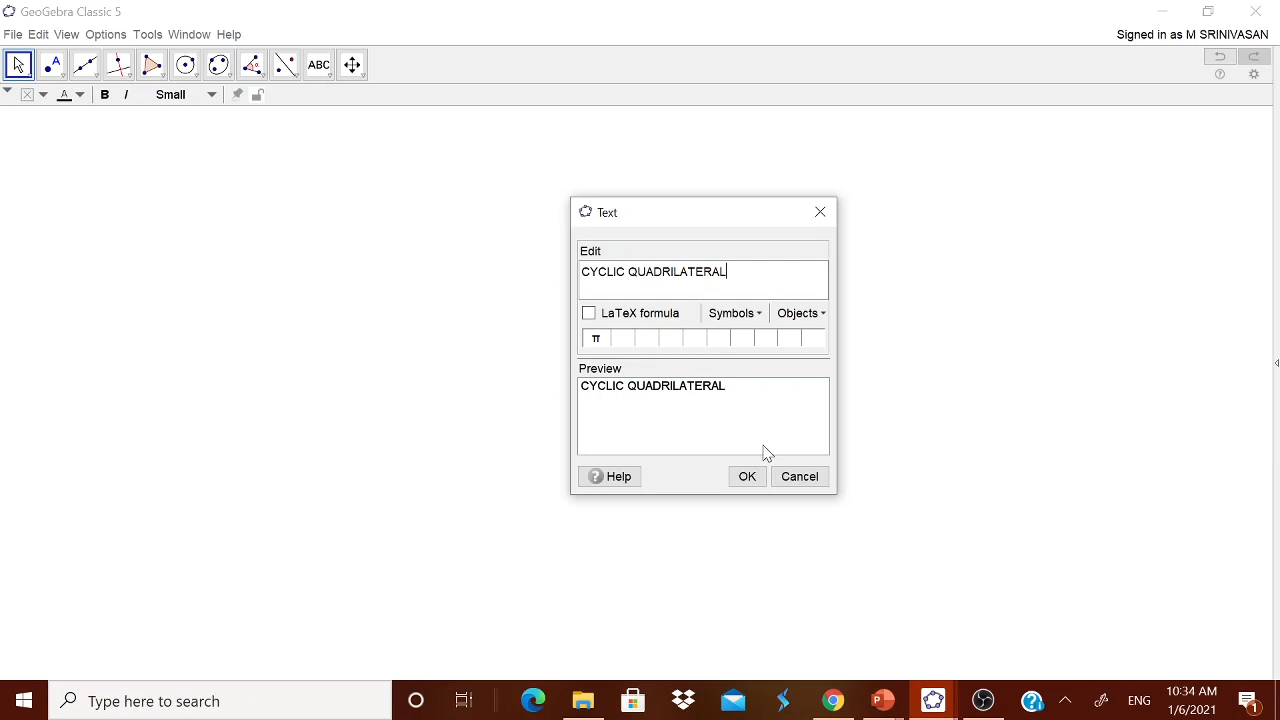 GeoGebra Classic 5
File Edit View Options Tools Window Help
Signed in as M SRINIVASAN
A
ABC
A B I Small
Text
Edit
CYCLIC QUADRILATERAL
LaTeX formula Symbols Objects
π
Preview
CYCLIC QUADRILATERAL
? Help OK Cancel
Type here to search
ENG
10:34 AM
1/6/2021
1